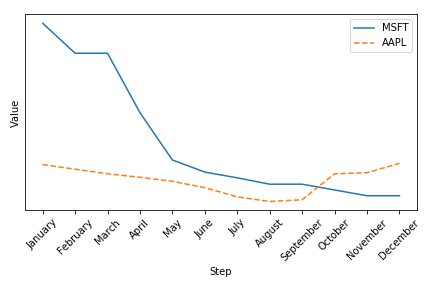 MSFT
AAPL
Value
January
February
March
April
May
June
July
August
September
October
November
December
Step